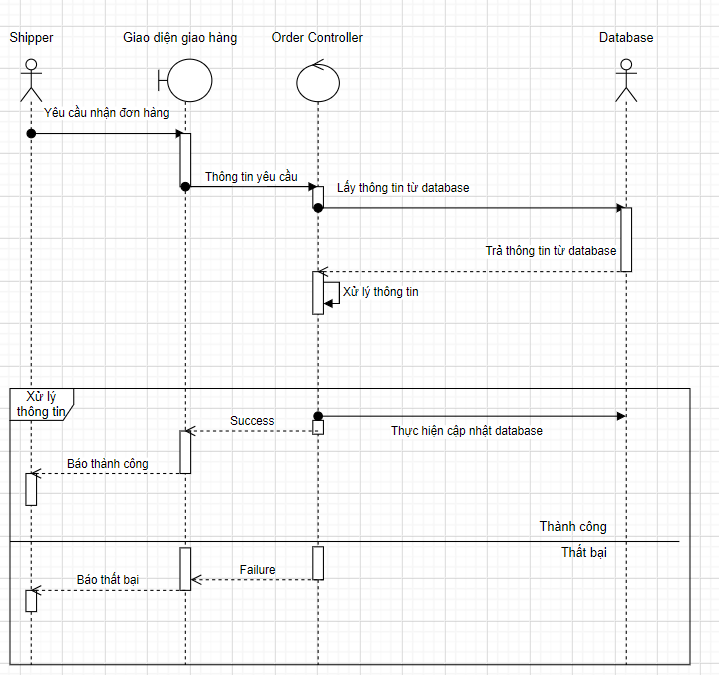 Shipper
Giao diện giao hàng
Order Controller
Database
Yêu cầu nhận đơn hàng
Thông tin yêu cầu
Lấy thông tin từ database
Trả thông tin từ database
Xử lý thông tin
Xử lý
thông tin
Success
Thực hiện cập nhật database
Báo thành công
Thành công
Thất bại
Failure
Báo thất bại